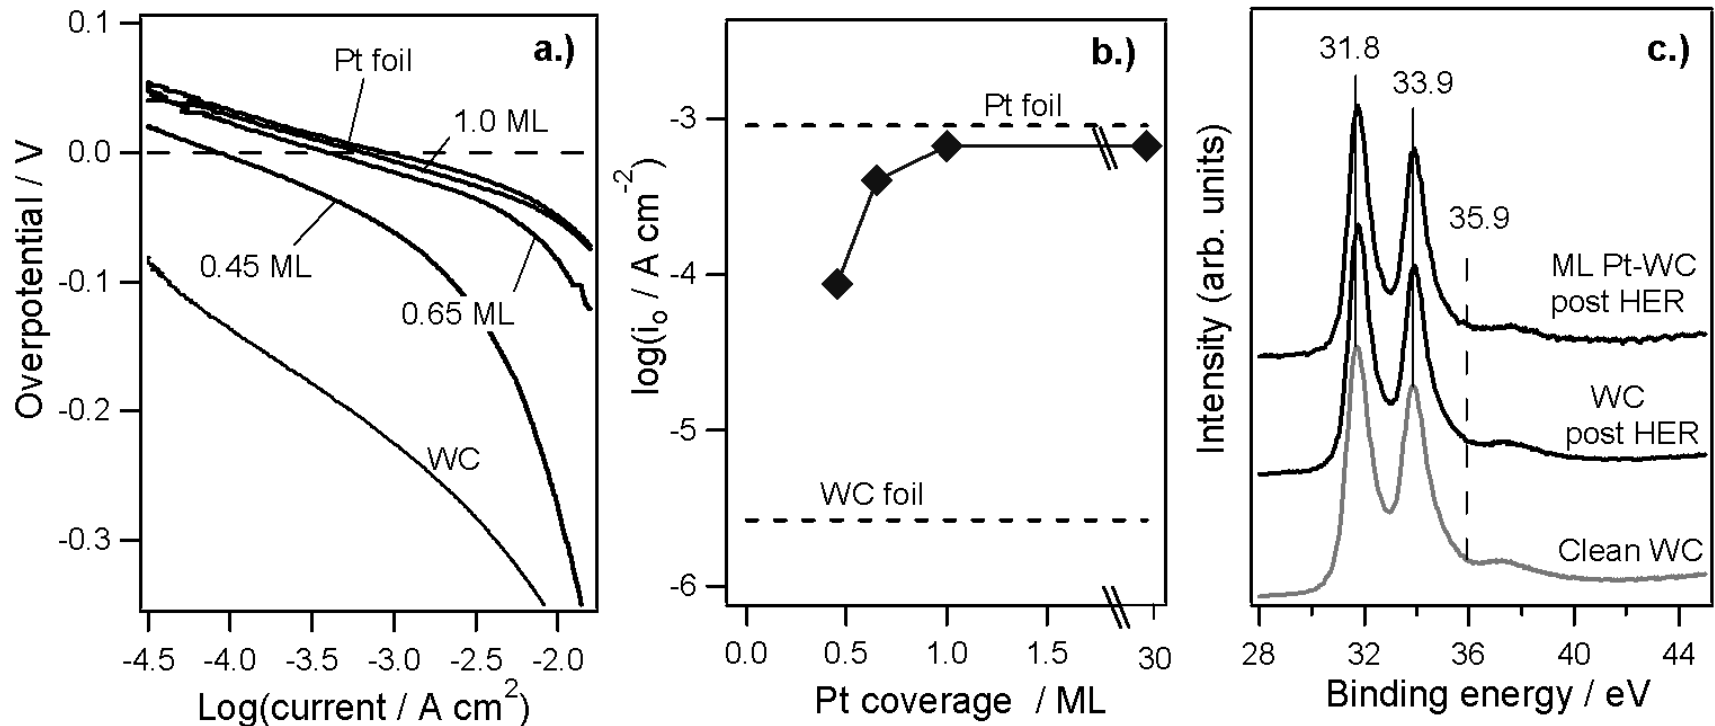 a.)
0.1
0.0
-0.1
-0.2
-0.3
Overpotential / V
Pt foil
1.0 ML
0.45 ML
0.65 ML
WC
-4.5 -4.0 -3.5 -3.0 -2.5 -2.0
Log(current / A cm2)
b.)
-3
-4
-5
-6
log(io / A cm-2)
Pt foil
WC foil
0.0 0.5 1.0 1.5 30
Pt coverage / ML
c.)
Intensity (arb. units)
31.8
33.9
35.9
ML Pt-WC
post HER
WC
post HER
Clean WC
28 32 36 40 44
Binding energy / eV